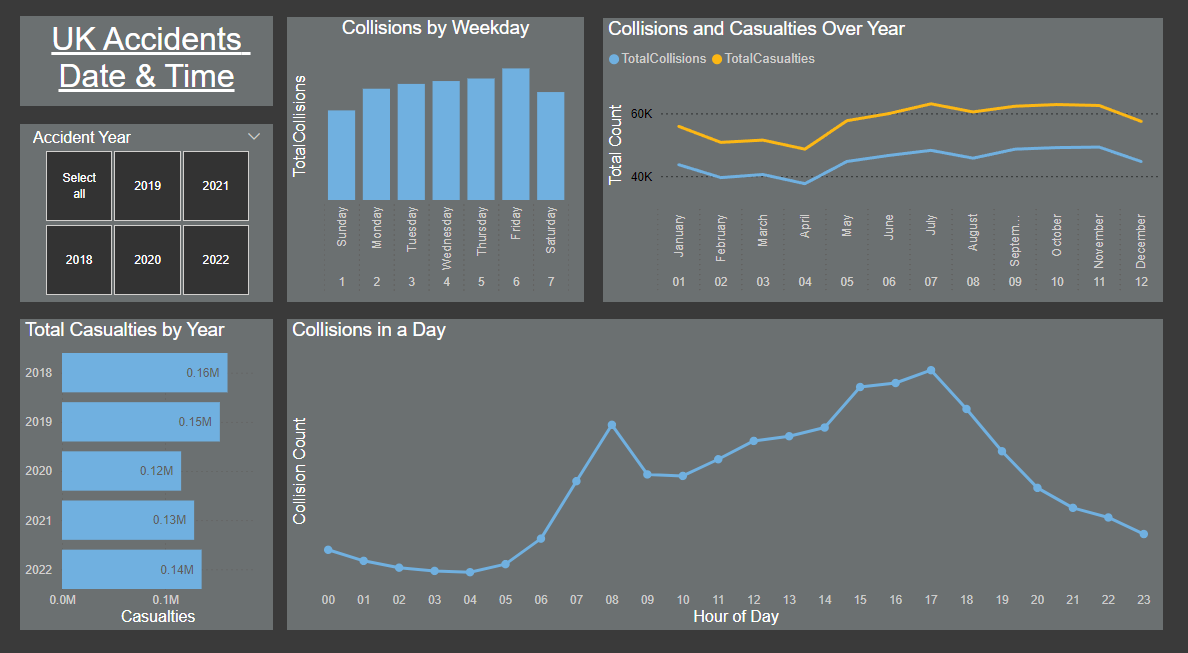 UK Accidents
Date & Time
Accident Year
Select
all
2019
2021
2018
2020
2022
Collisions by Weekday
TotalCollisions
Sunday
Monday
Tuesday
Wednesday
Thursday
Friday
Saturday
1 2 3 4 5 6 7
Collisions and Casualties Over Year
TotalCollisions TotalCasualties
Total Count
60K
40K
January
February
March
April
May
June
July
August
Septem...
October
November
December
01 02 03 04 05 06 07 08 09 10 11 12
Total Casualties by Year
2018 0.16M
2019 0.15M
2020 0.12M
2021 0.13M
2022 0.14M
0.0M 0.1M
Casualties
Collisions in a Day
Collision Count
00 01 02 03 04 05 06 07 08 09 10 11 12 13 14 15 16 17 18 19 20 21 22 23
Hour of Day